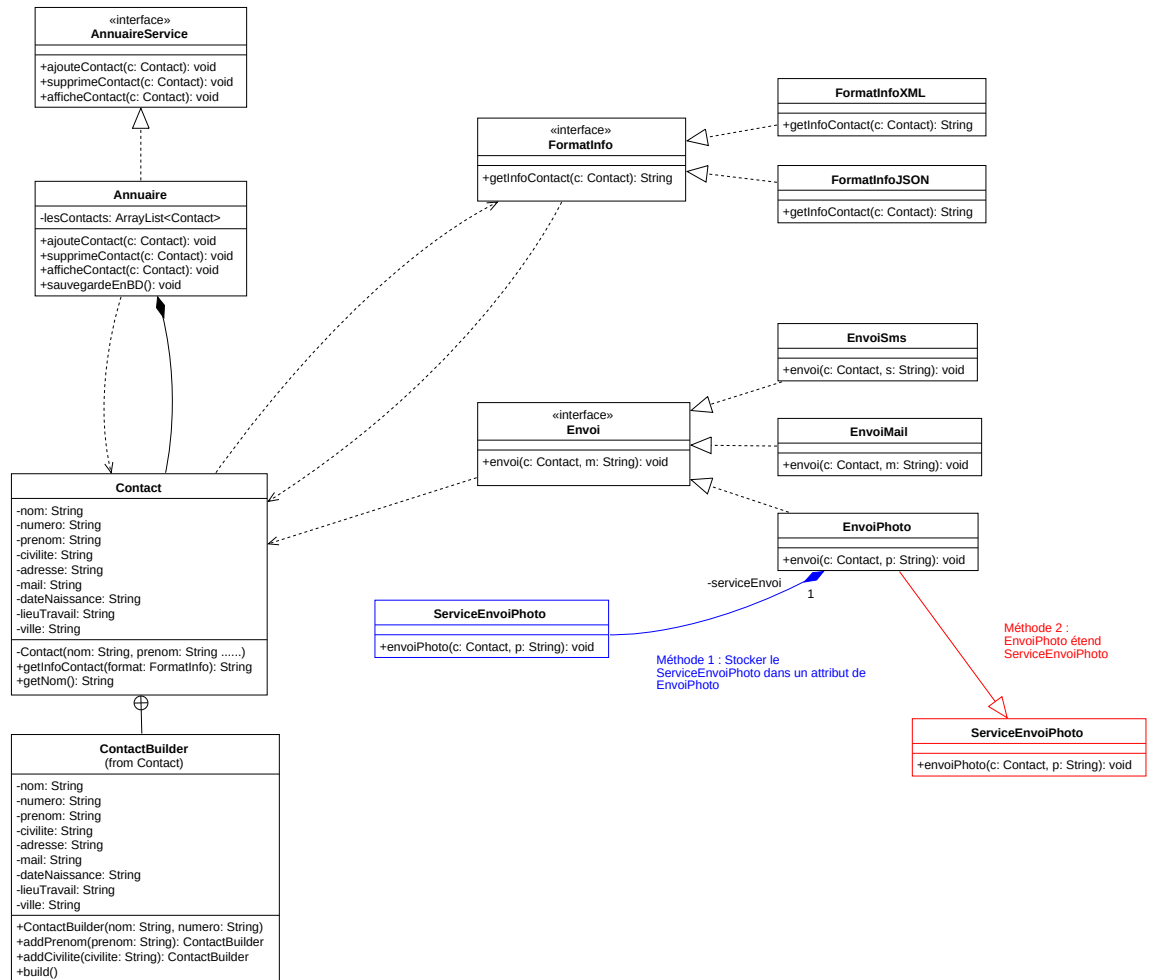 «interface»
AnnuaireService
+ajouteContact(c: Contact): void
+supprimeContact(c: Contact): void
+afficheContact(c: Contact): void
Annuaire
-lesContacts: ArrayList<Contact>
+ajouteContact(c: Contact): void
+supprimeContact(c: Contact): void
+afficheContact(c: Contact): void
+sauvegardeEnBD(): void
«interface»
FormatInfo
+getInfoContact(c: Contact): String
FormatInfoXML
+getInfoContact(c: Contact): String
FormatInfoJSON
+getInfoContact(c: Contact): String
EnvoiSms
+envoi(c: Contact, s: String): void
«interface»
Envoi
+envoi(c: Contact, m: String): void
EnvoiMail
+envoi(c: Contact, m: String): void
EnvoiPhoto
+envoi(c: Contact, p: String): void
Contact
-nom: String
-numero: String
-prenom: String
-civilite: String
-adresse: String
-mail: String
-dateNaissance: String
-lieuTravail: String
-ville: String
-Contact(nom: String, prenom: String ......)
+getInfoContact(format: FormatInfo): String
+getNom(): String
-serviceEnvoi
1
ServiceEnvoiPhoto
+envoiPhoto(c: Contact, p: String): void
Méthode 1 : Stocker le
ServiceEnvoiPhoto dans un attribut de
EnvoiPhoto
Méthode 2 :
EnvoiPhoto étend
ServiceEnvoiPhoto
ServiceEnvoiPhoto
+envoiPhoto(c: Contact, p: String): void
ContactBuilder
(from Contact)
-nom: String
-numero: String
-prenom: String
-civilite: String
-adresse: String
-mail: String
-dateNaissance: String
-lieuTravail: String
-ville: String
+ContactBuilder(nom: String, numero: String)
+addPrenom(prenom: String): ContactBuilder
+addCivilite(civilite: String): ContactBuilder
+build()